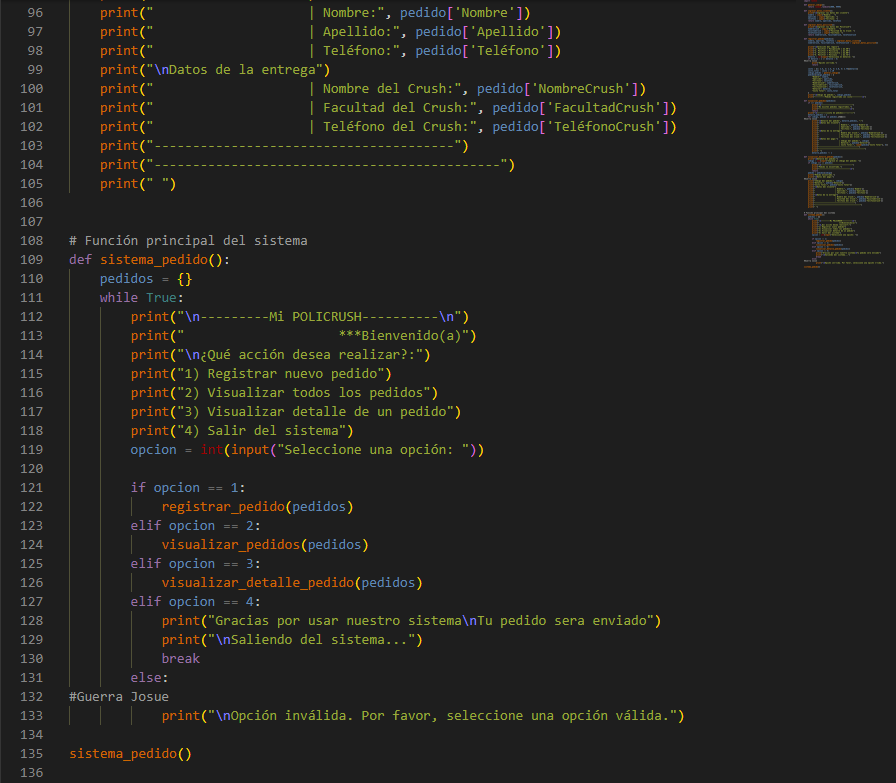 96 print("                    | Nombre:", pedido['Nombre'])
97 print("                    | Apellido:", pedido['Apellido'])
98 print("                    | Teléfono:", pedido['Teléfono'])
99 print("\nDatos de la entrega")
100 print("                    | Nombre del Crush:", pedido['NombreCrush'])
101 print("                    | Facultad del Crush:", pedido['FacultadCrush'])
102 print("                    | Teléfono del Crush:", pedido['TeléfonoCrush'])
103 print("---------------------------------------")
104 print("---------------------------------------------")
105 print(" ")
106
107
108 # Función principal del sistema
109 def sistema_pedido():
110     pedidos = {}
111     while True:
112         print("\n---------Mi POLICRUSH----------\n")
113         print("                    ***Bienvenido(a)")
114         print("\n¿Qué acción desea realizar?:")
115         print("1) Registrar nuevo pedido")
116         print("2) Visualizar todos los pedidos")
117         print("3) Visualizar detalle de un pedido")
118         print("4) Salir del sistema")
119         opcion = int(input("Seleccione una opción: "))
120
121         if opcion == 1:
122             registrar_pedido(pedidos)
123         elif opcion == 2:
124             visualizar_pedidos(pedidos)
125         elif opcion == 3:
126             visualizar_detalle_pedido(pedidos)
127         elif opcion == 4:
128             print("Gracias por usar nuestro sistema\nTu pedido sera enviado")
129             print("\nSaliendo del sistema...")
130             break
131         else:
132 #Guerra Josue
133             print("\nOpción inválida. Por favor, seleccione una opción válida.")
134
135 sistema_pedido()
136